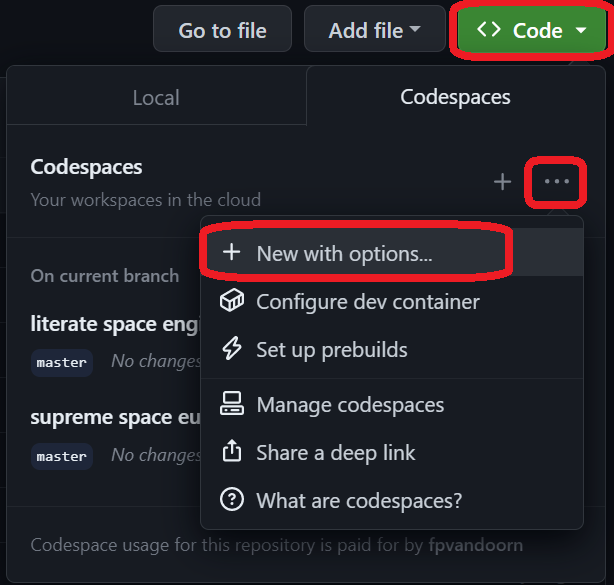 Go to file
Add file
<> Code
Local
Codespaces
Codespaces
Your workspaces in the cloud
New with options...
On current branch
Configure dev container
literate space engi
Set up prebuilds
master No changes
Manage codespaces
supreme space eu
Share a deep link
master No changes
What are codespaces?
Codespace usage for this repository is paid for by fpvandoorn